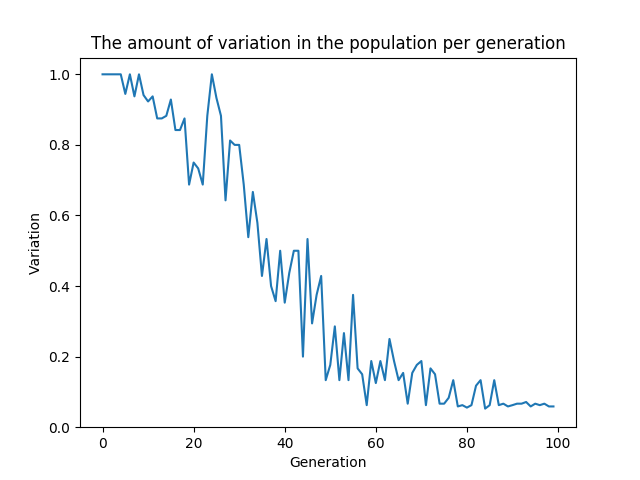 The amount of variation in the population per generation
1.0
0.8
0.6
0.4
0.2
0.0
Variation
0 20 40 60 80 100
Generation